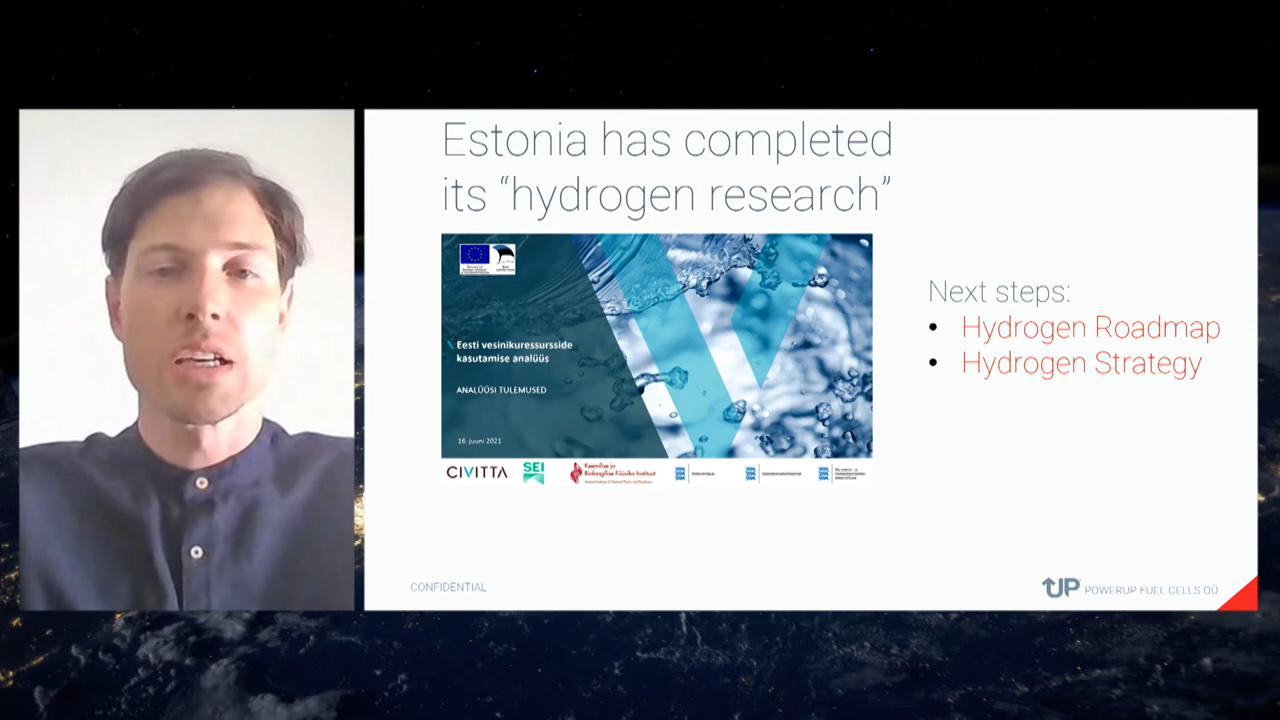 Estonia has completed
its “hydrogen research”
Eesti vesinikuressursside
kasutamise analüüs
ANALÜÜSI TULEMUSED
16. juuni 2021
CIVITTA
SEI
Keemilise ja
Bioloogilise Füüsika Instituut
Next steps:
• Hydrogen Roadmap
• Hydrogen Strategy
CONFIDENTIAL
UP POWERUP FUEL CELLS OÜ